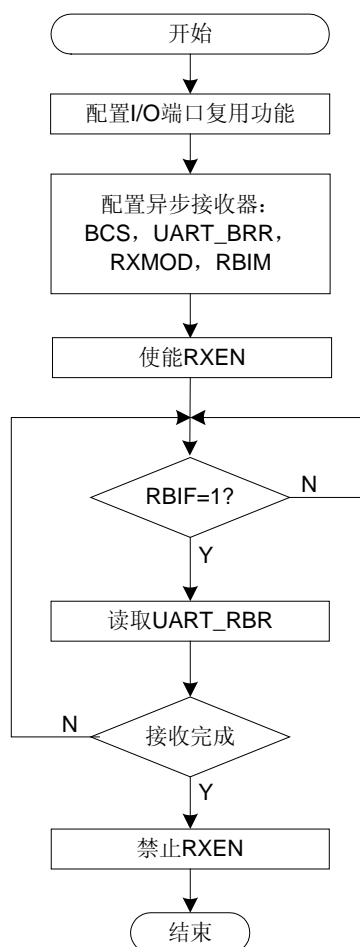 开始
配置I/O端口复用功能
配置异步接收器：
BCS，UART_BRR，
RXMOD，RBIM
使能RXEN
RBIF=1?
N
Y
读取UART_RBR
N
接收完成
Y
禁止RXEN
结束